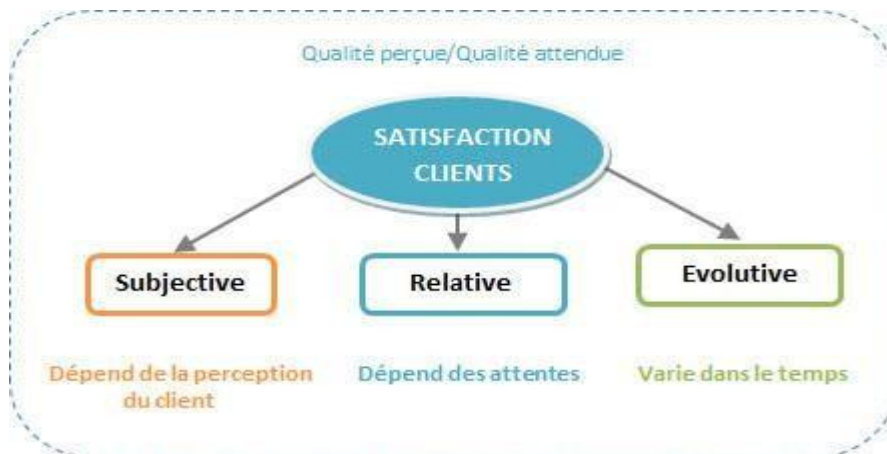 Qualité perçue/Qualité attendue
SATISFACTION
CLIENTS
Subjective
Relative
Evolutive
Dépend de la perception
du client
Dépend des attentes
Varie dans le temps